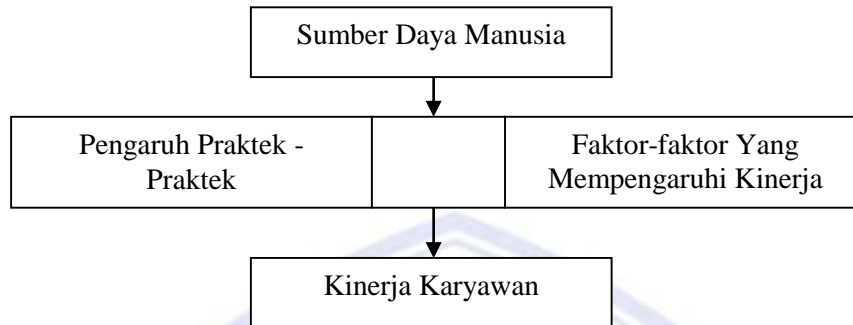 Sumber Daya Manusia
Pengaruh Praktek -
Praktek
Faktor-faktor Yang
Mempengaruhi Kinerja
Kinerja Karyawan